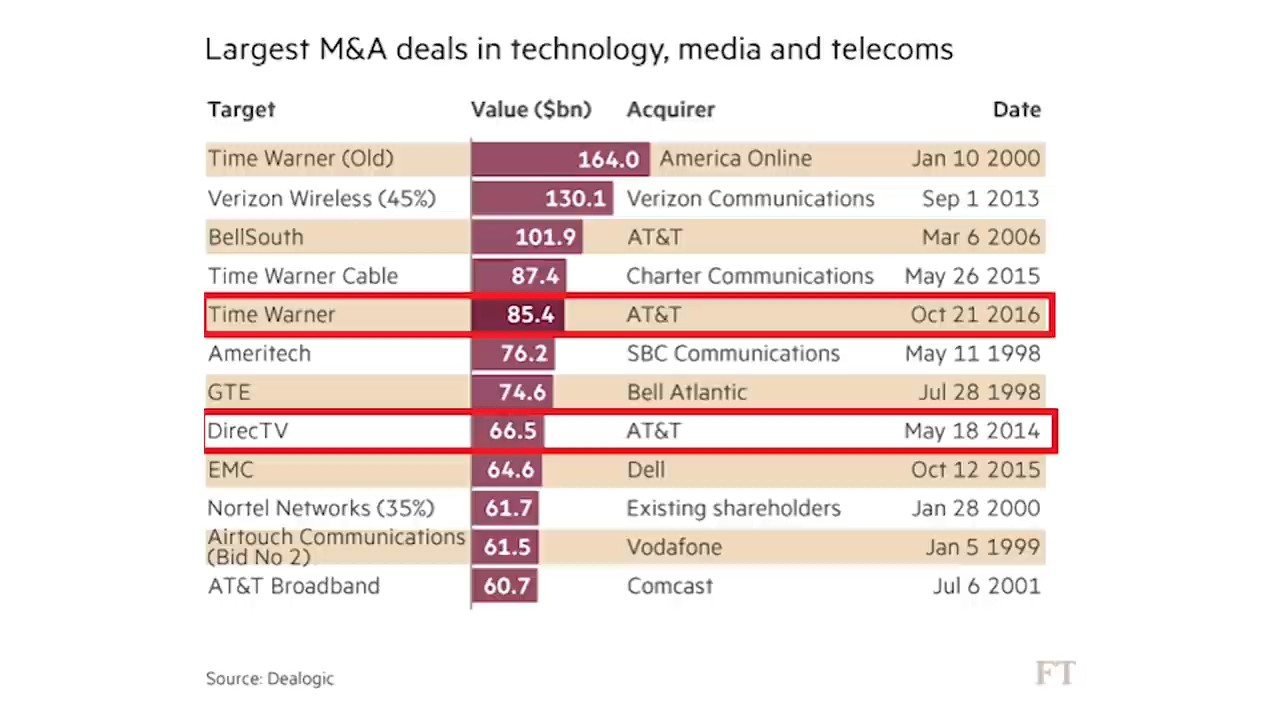 Largest M&A deals in technology, media and telecoms
Target Value ($bn) Acquirer Date
Time Warner (Old) 164.0 America Online Jan 10 2000
Verizon Wireless (45%) 130.1 Verizon Communications Sep 1 2013
BellSouth 101.9 AT&T Mar 6 2006
Time Warner Cable 87.4 Charter Communications May 26 2015
Time Warner 85.4 AT&T Oct 21 2016
Ameritech 76.2 SBC Communications May 11 1998
GTE 74.6 Bell Atlantic Jul 28 1998
DirecTV 66.5 AT&T May 18 2014
EMC 64.6 Dell Oct 12 2015
Nortel Networks (35%) 61.7 Existing shareholders Jan 28 2000
Airtouch Communications
(Bid No 2) 61.5 Vodafone Jan 5 1999
AT&T Broadband 60.7 Comcast Jul 6 2001
Source: Dealogic FT